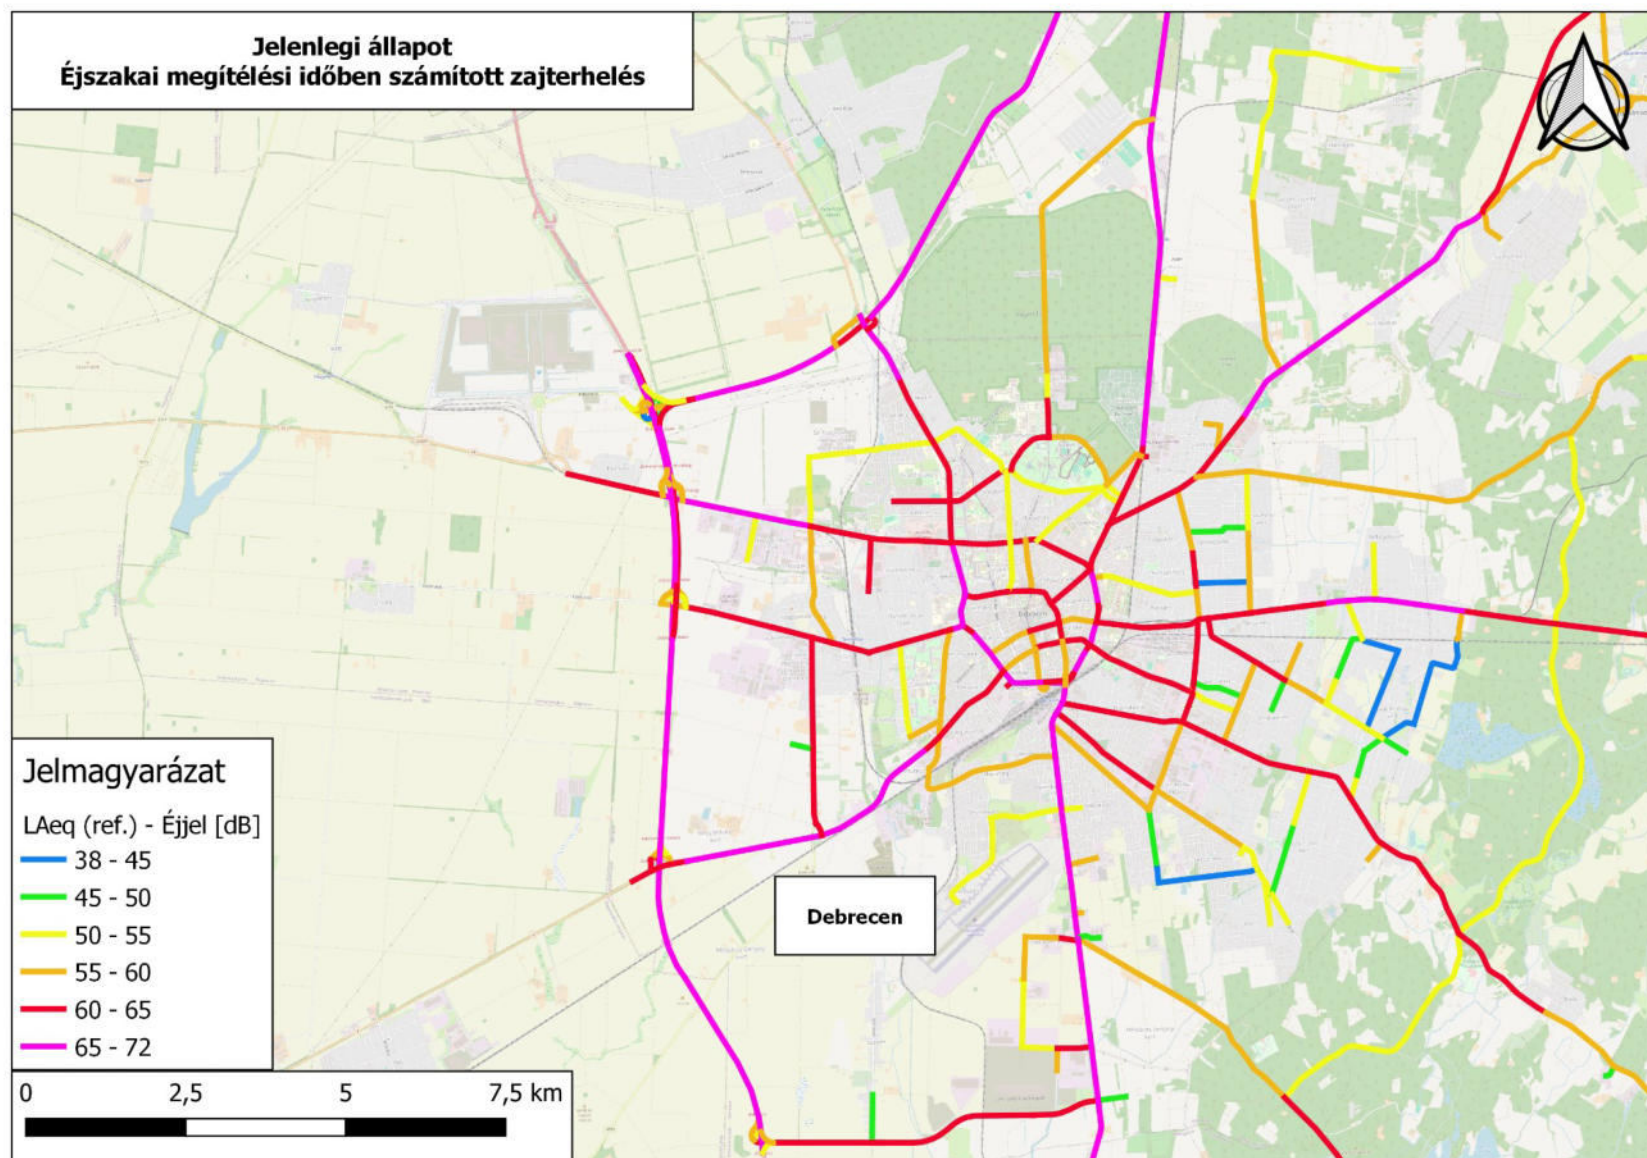 Jelenlegi állapot
Éjszakai megítélési időben számított zajterhelés
Debrecen
Jelmagyarázat
LAeq (ref.) - Éjjel [dB]
38 - 45
45 - 50
50 - 55
55 - 60
60 - 65
65 - 72
0 2,5 5 7,5 km